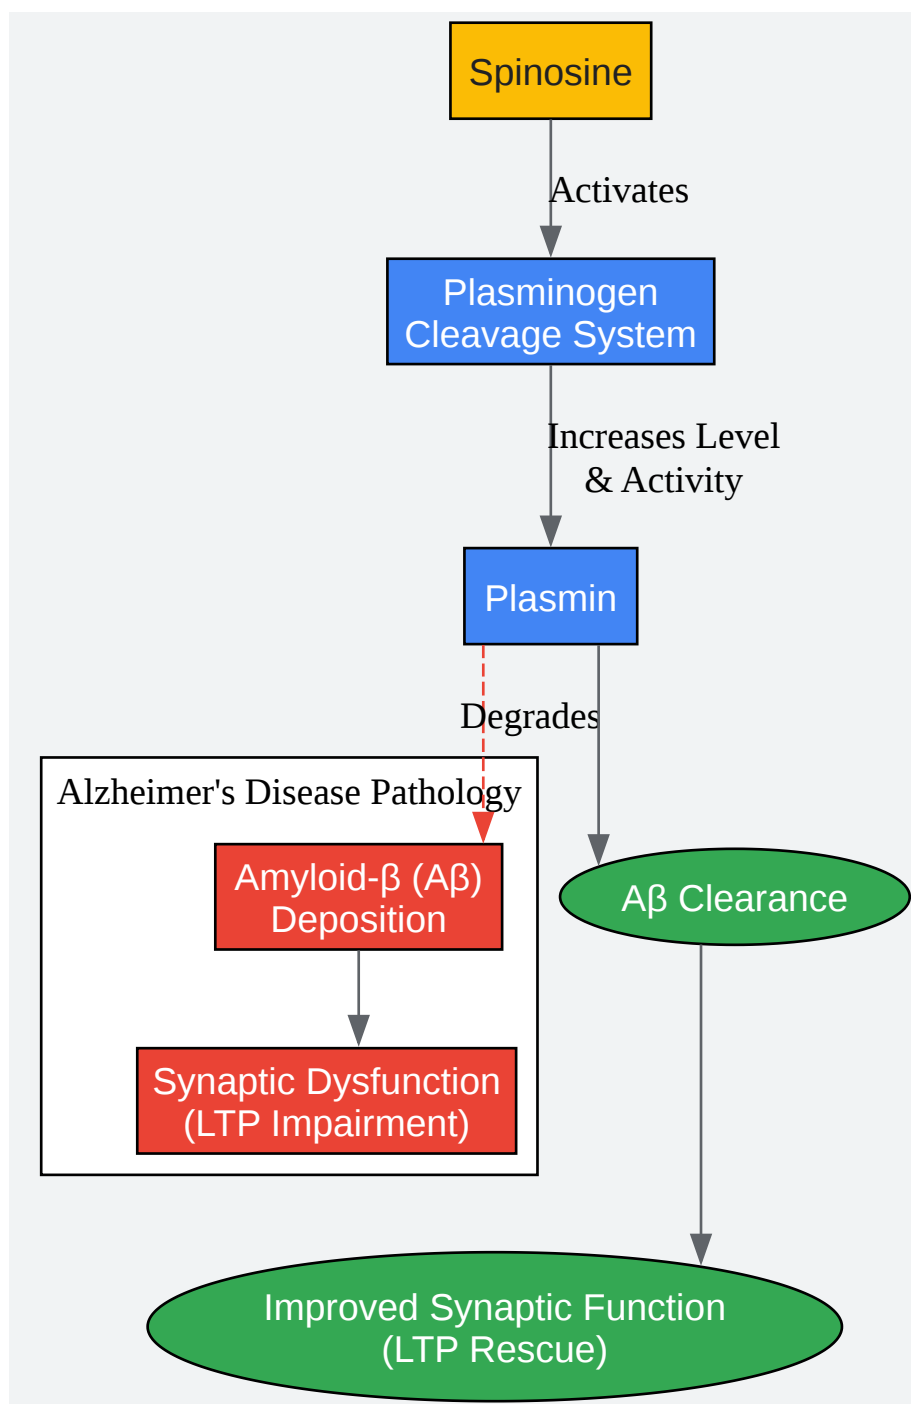 Spinosine
Activates
Plasminogen
Cleavage System
Increases Level
& Activity
Plasmin
Degrades
Alzheimer's Disease Pathology
Amyloid-β (Aβ)
Deposition
Aβ Clearance
Synaptic Dysfunction
(LTP Impairment)
Improved Synaptic Function
(LTP Rescue)